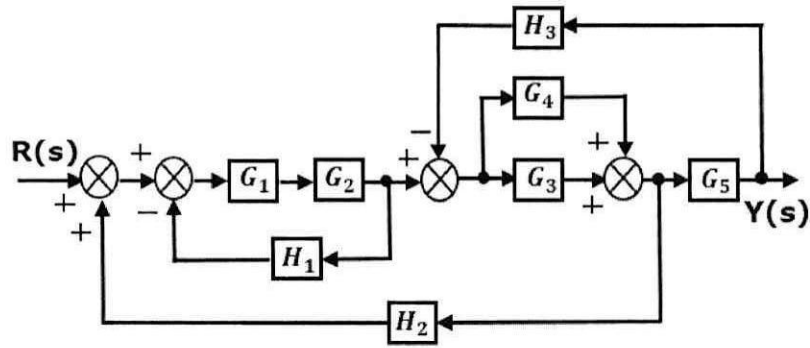 H₃
G₄
R(s)
+
−
+
+
G₁
G₂
G₃
G₅
+
−
+
+
Y(s)
H₁
H₂